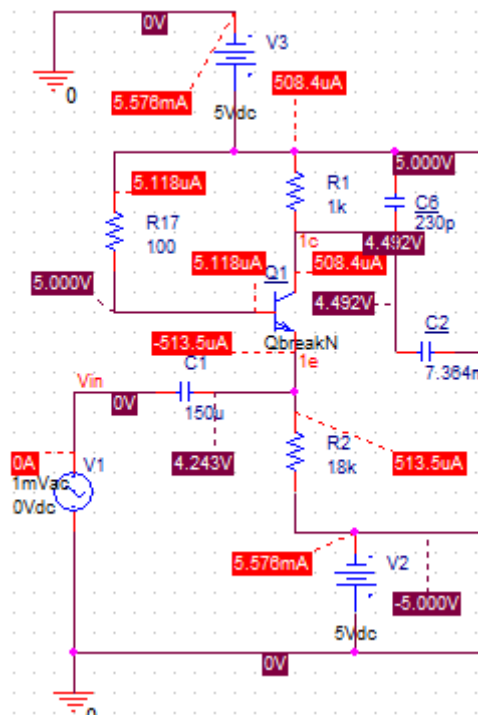 0V
V3
0
5.576mA
508.4uA
5Vdc
5.000V
5.118uA
R17
100
R1
1k
C6
230p
1c
4.492V
5.118uA
Q1
508.4uA
5.000V
4.492V
-513.5uA
QbreakN
1e
C2
C1
7.364m
Vin
0V
150µ
4.243V
R2
18k
513.5uA
0A
V1
1mVac
0Vdc
5.576mA
V2
-5.000V
5Vdc
0V
0